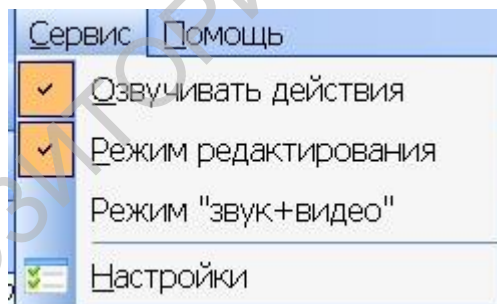 Сервис Помощь
Озвучивать действия
Режим редактирования
Режим "звук+видео"
Настройки